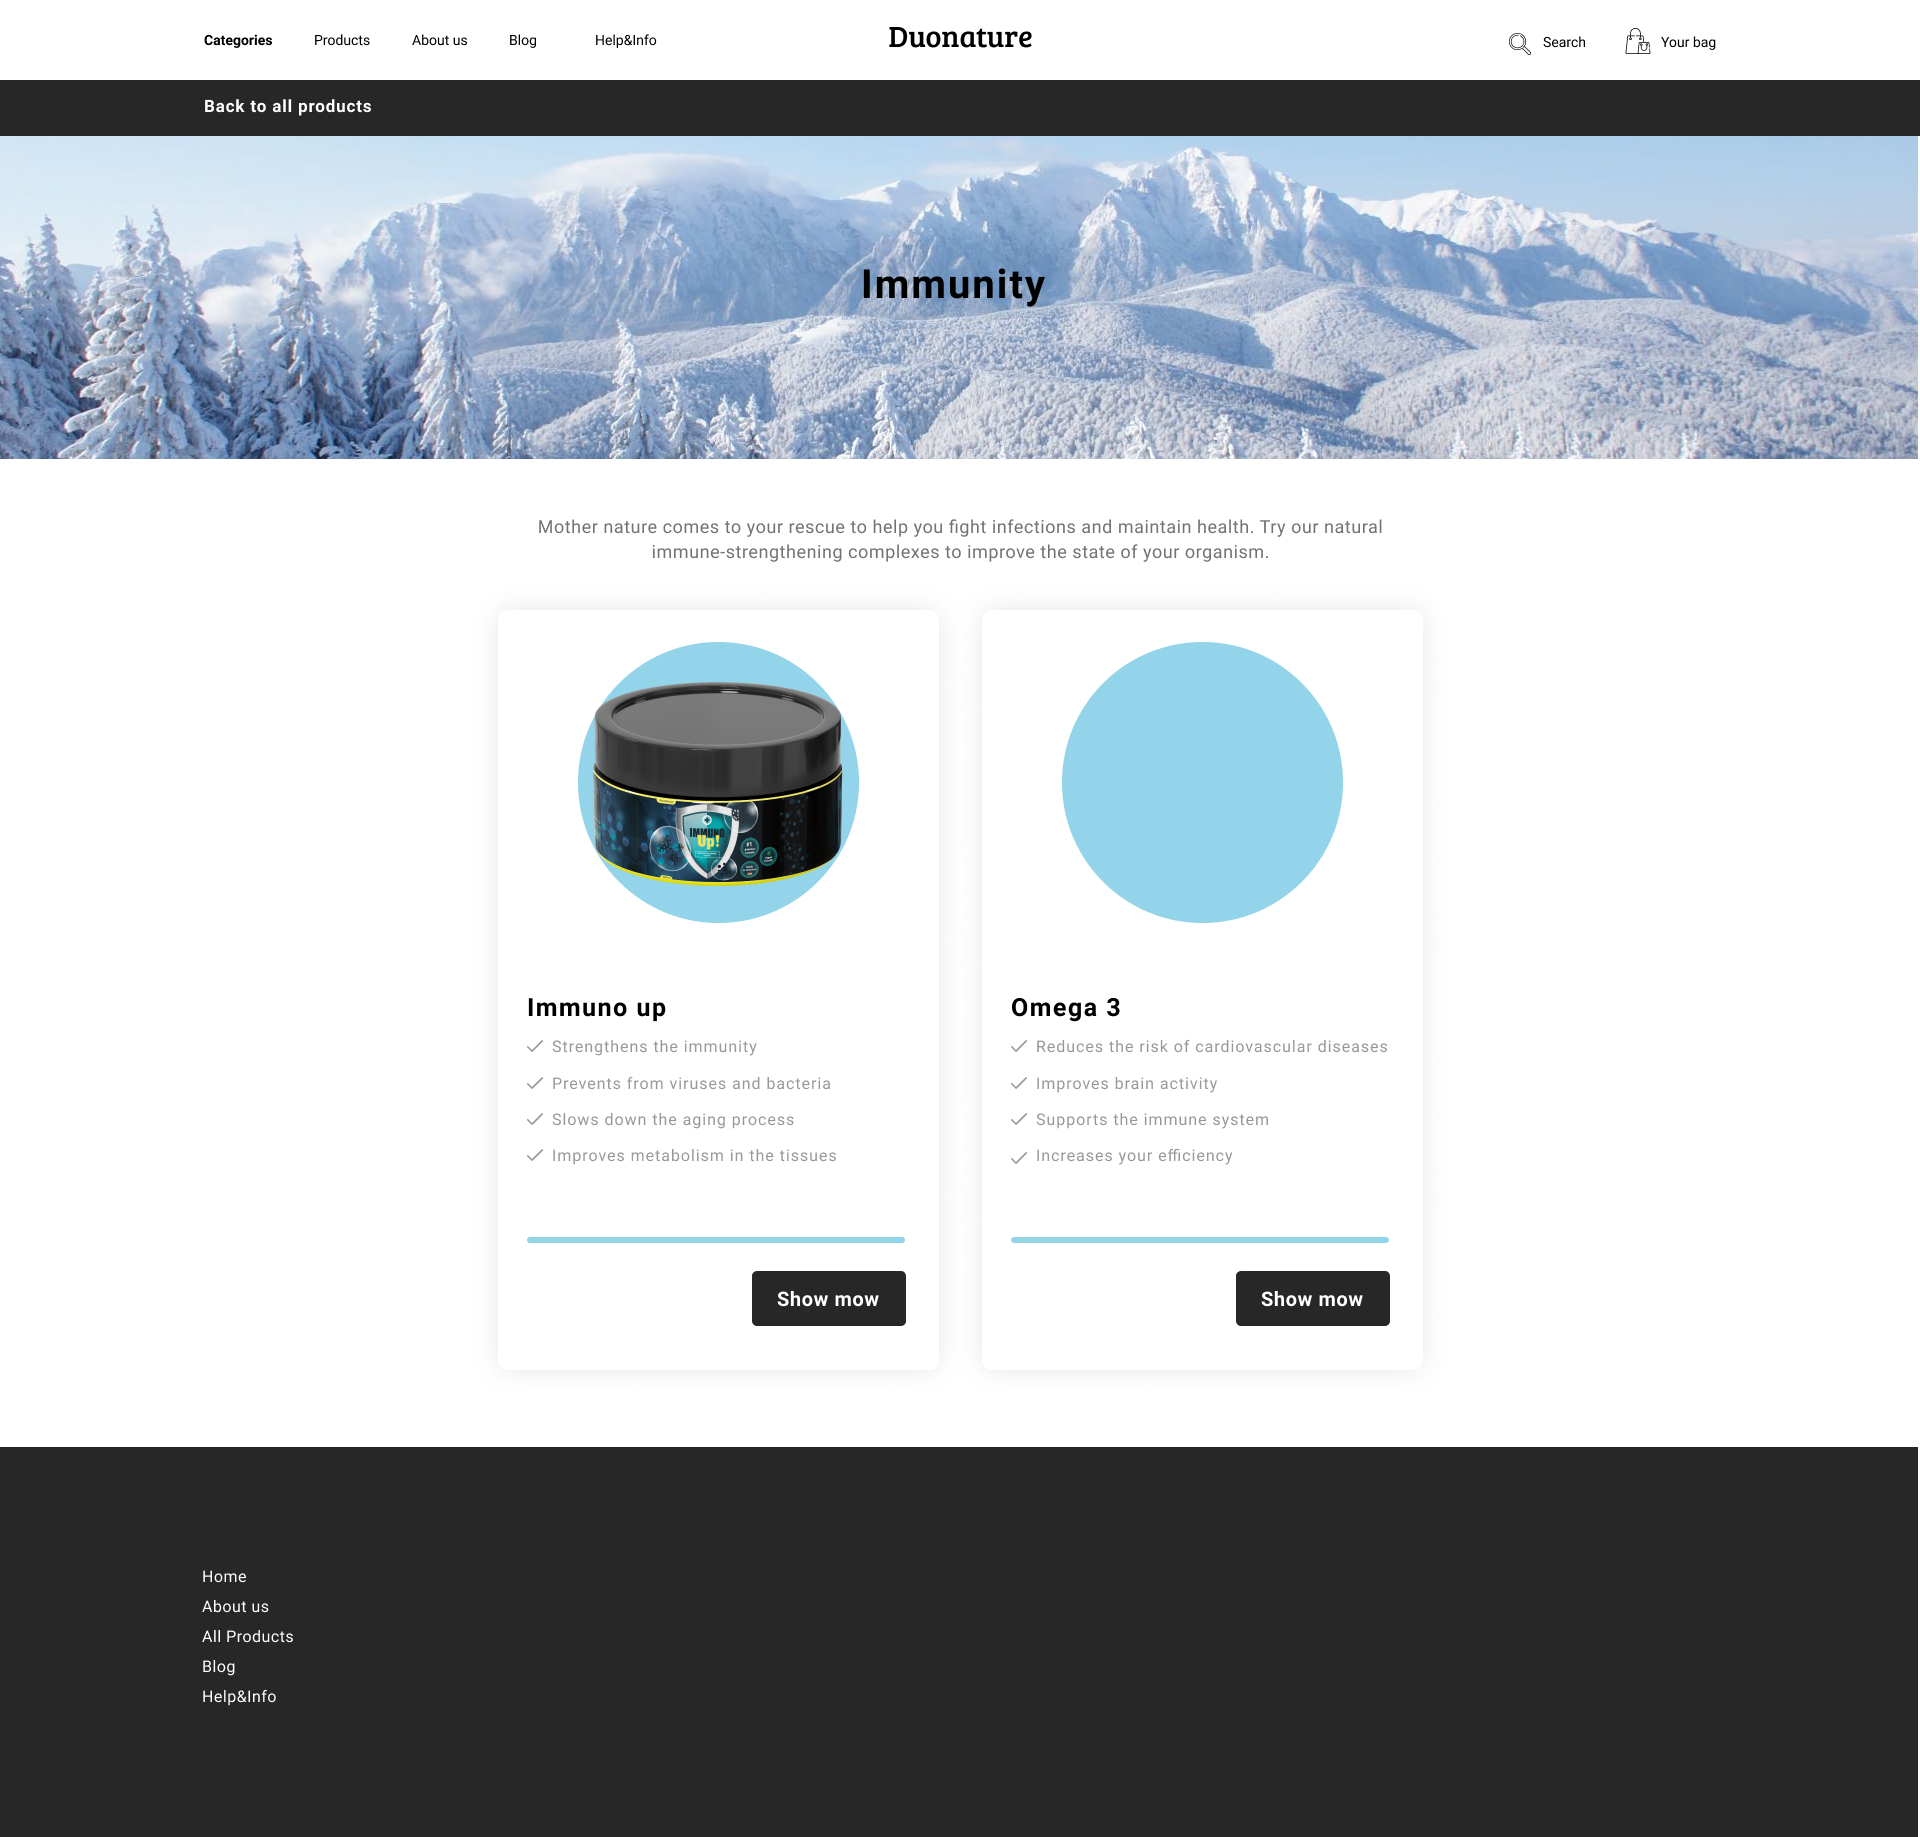 Categories Products About us Blog Help&Info Duonature Search Your bag
Back to all products
Immunity
Mother nature comes to your rescue to help you fight infections and maintain health. Try our natural
immune-strengthening complexes to improve the state of your organism.
IMMUNO
Up!
#1
Immuno up
Strengthens the immunity
Prevents from viruses and bacteria
Slows down the aging process
Improves metabolism in the tissues
Show mow
Omega 3
Reduces the risk of cardiovascular diseases
Improves brain activity
Supports the immune system
Increases your efficiency
Show mow
Home
About us
All Products
Blog
Help&Info